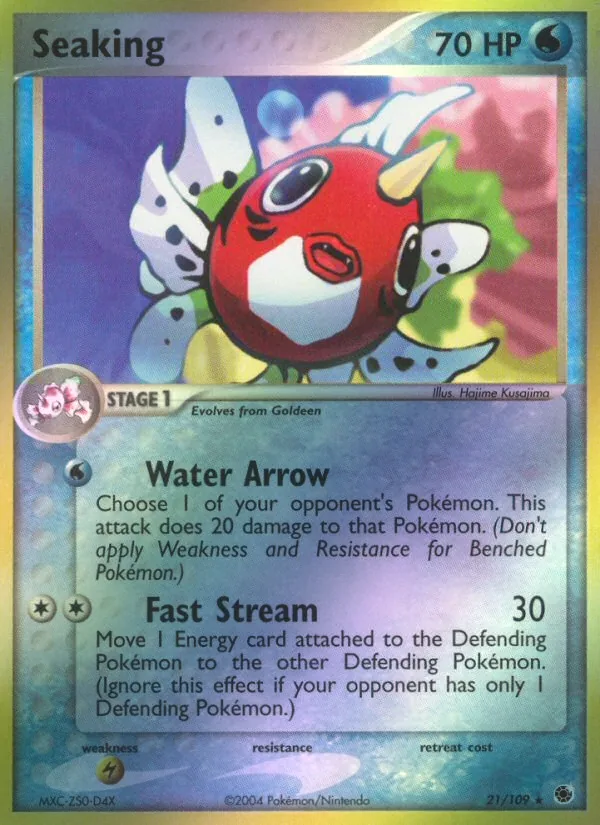 Seaking
70 HP
Illus. Hajime Kusajima
STAGE 1
Evolves from Goldeen
Water Arrow
Choose 1 of your opponent's Pokémon. This
attack does 20 damage to that Pokémon. (Don't
apply Weakness and Resistance for Benched
Pokémon.)
Fast Stream 30
Move 1 Energy card attached to the Defending
Pokémon to the other Defending Pokémon.
(Ignore this effect if your opponent has only 1
Defending Pokémon.)
weakness resistance retreat cost
MXC-Z50-D4X ©2004 Pokémon/Nintendo 21/109 ★